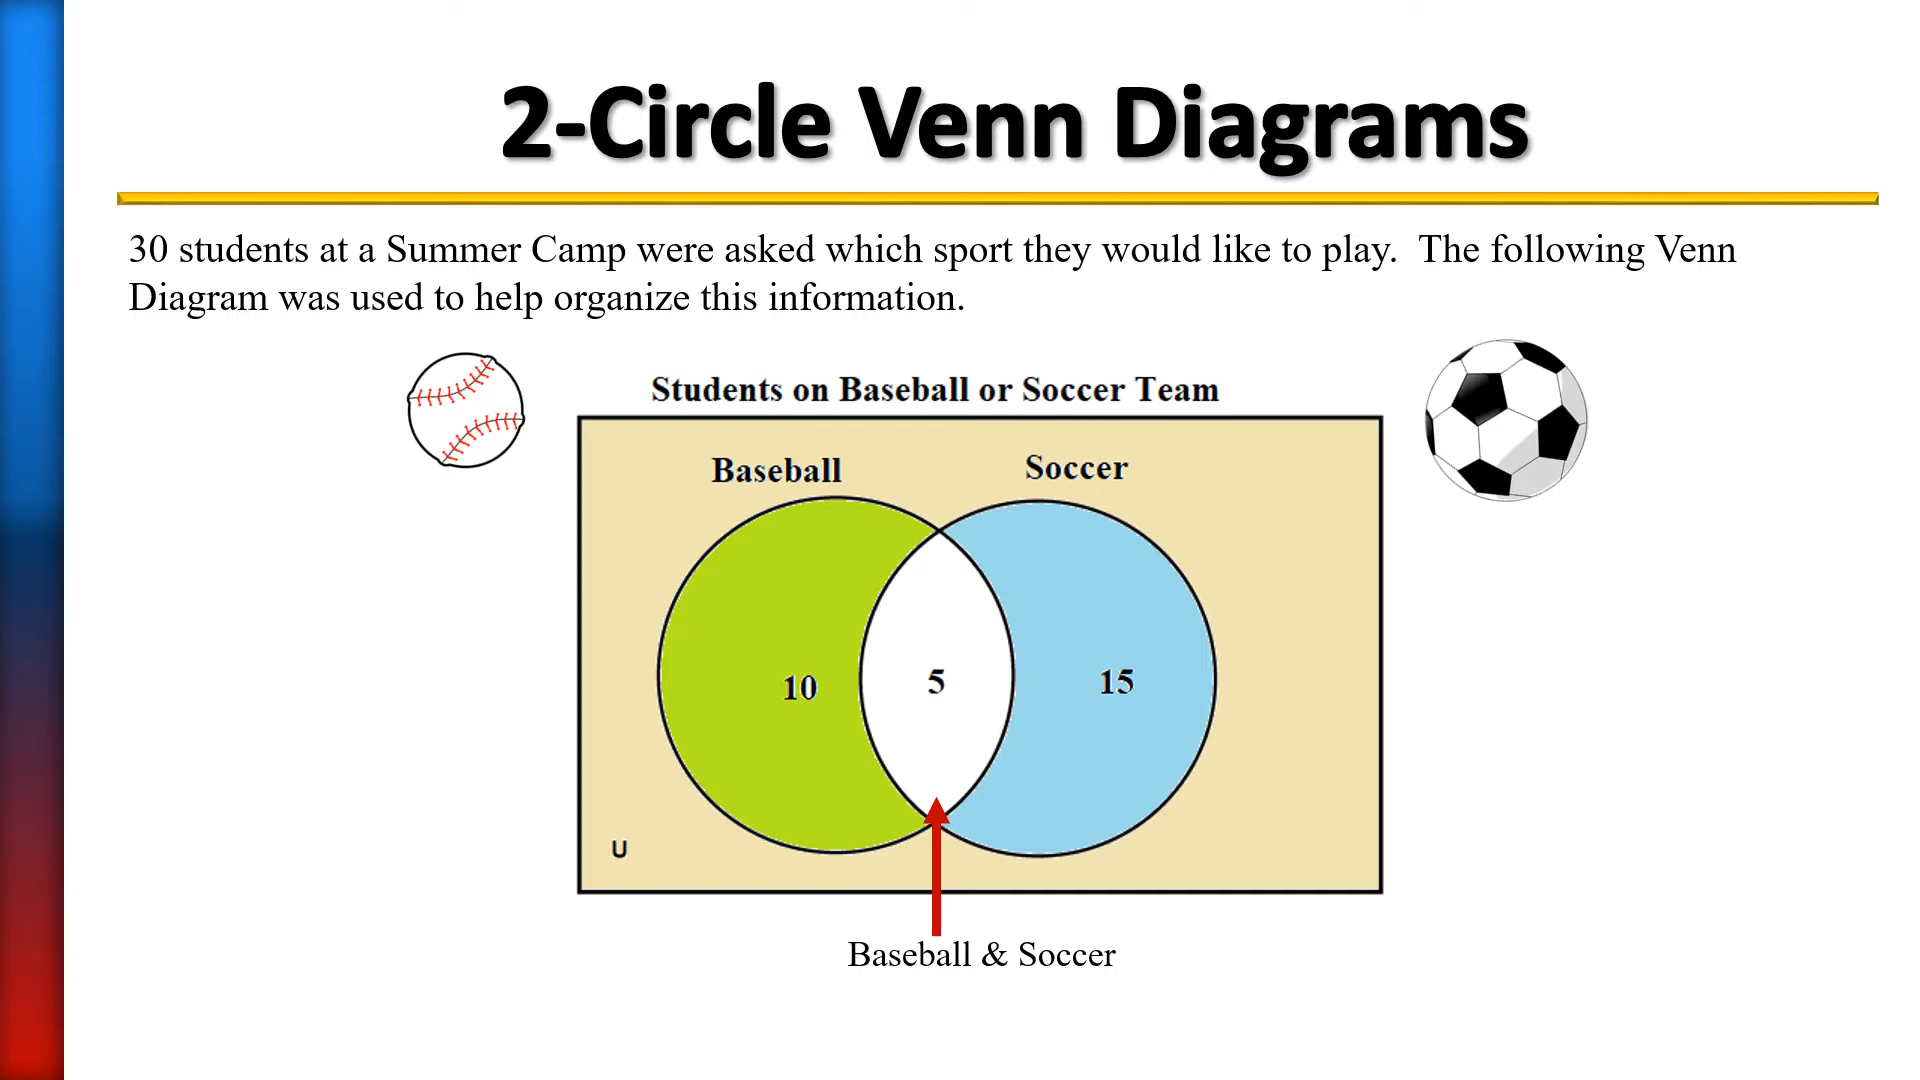 2-Circle Venn Diagrams
30 students at a Summer Camp were asked which sport they would like to play. The following Venn
Diagram was used to help organize this information.
Students on Baseball or Soccer Team
Baseball
Soccer
10
5
15
U
Baseball & Soccer